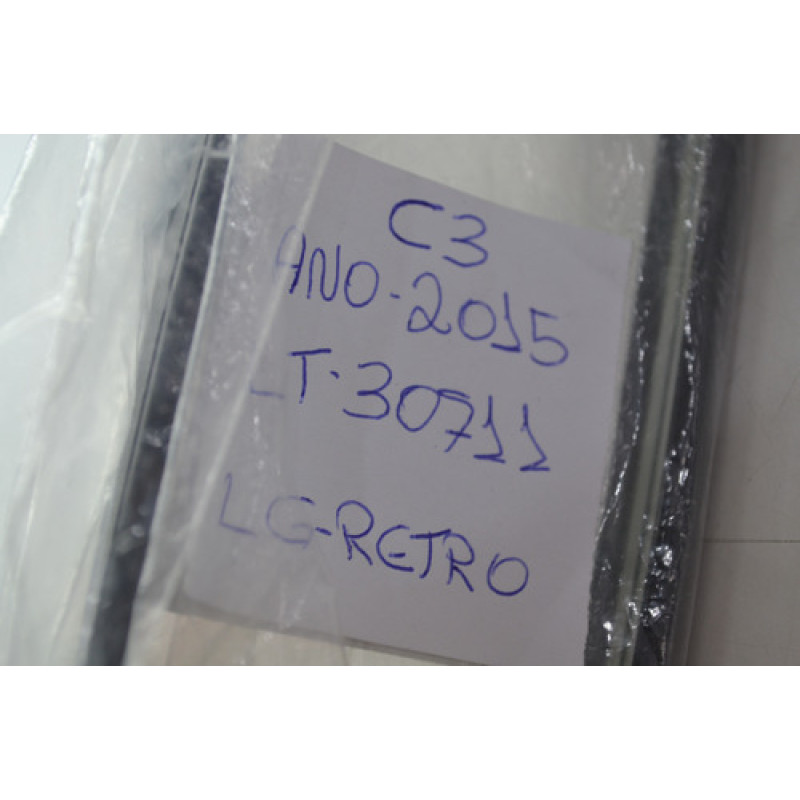 C3
ANO-2015
LT-30711
LG-RETRO